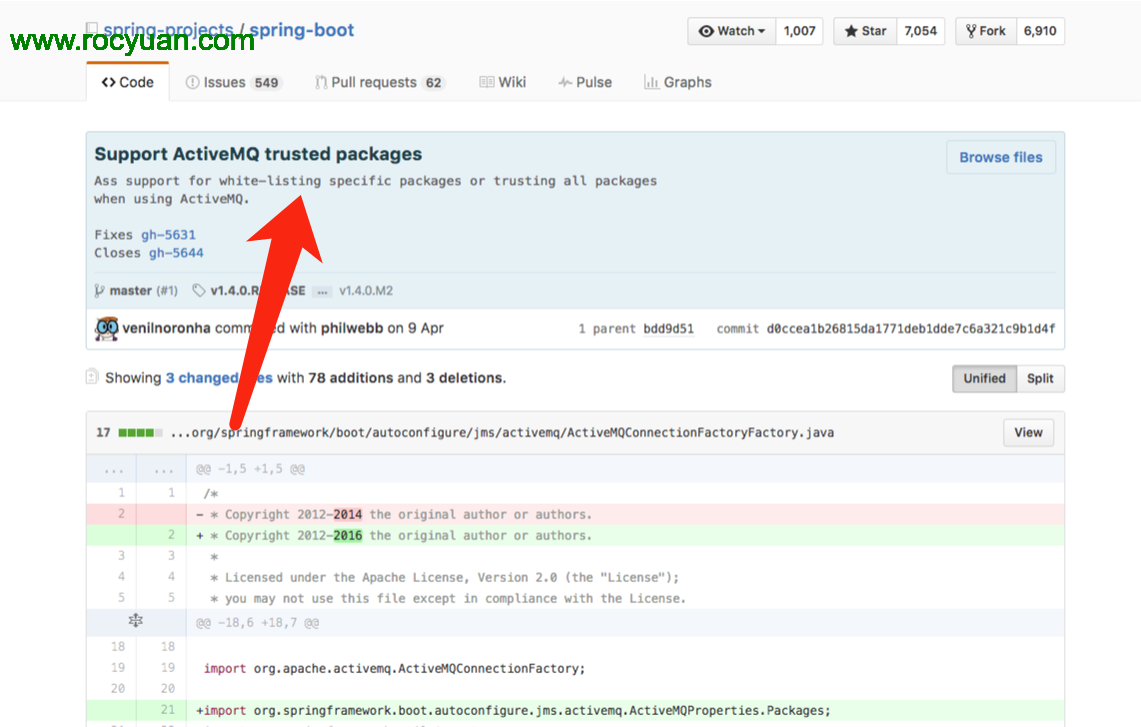 spring-projects / spring-boot
www.rocyuan.com
Watch 1,007 Star 7,054 Fork 6,910
<> Code Issues 549 Pull requests 62 Wiki Pulse Graphs
Support ActiveMQ trusted packages
Browse files
Ass support for white-listing specific packages or trusting all packages
when using ActiveMQ.
Fixes gh-5631
Closes gh-5644
master (#1) v1.4.0.R SE ... v1.4.0.M2
venilnoronha comm d with philwebb on 9 Apr 1 parent bdd9d51 commit d0ccea1b26815da1771deb1dde7c6a321c9b1d4f
Showing 3 changed es with 78 additions and 3 deletions. Unified Split
17 ...org/springframework/boot/autoconfigure/jms/activemq/ActiveMQConnectionFactoryFactory.java View
... ... @@ -1,5 +1,5 @@
1 1 /*
2 - * Copyright 2012-2014 the original author or authors.
2 + * Copyright 2012-2016 the original author or authors.
3 3 *
4 4 * Licensed under the Apache License, Version 2.0 (the "License");
5 5 * you may not use this file except in compliance with the License.
@@ -18,6 +18,7 @@
18 18
19 19 import org.apache.activemq.ActiveMQConnectionFactory;
20 20
21 +import org.springframework.boot.autoconfigure.jms.activemq.ActiveMQProperties.Packages;